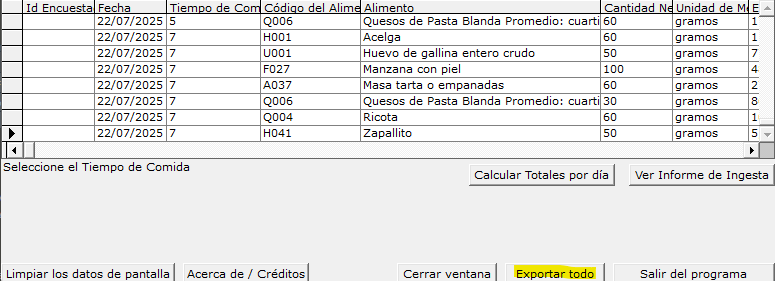 Id Encuesta Fecha Tiempo de Com Código del Alime Alimento Cantidad Ne Unidad de Me E
22/07/2025 5 Q006 Quesos de Pasta Blanda Promedio: cuarti 60 gramos 1
22/07/2025 7 H001 Acelga 60 gramos 1
22/07/2025 7 U001 Huevo de gallina entero crudo 50 gramos 7
22/07/2025 7 F027 Manzana con piel 100 gramos 4
22/07/2025 7 A037 Masa tarta o empanadas 60 gramos 2
22/07/2025 7 Q006 Quesos de Pasta Blanda Promedio: cuarti 30 gramos 8
22/07/2025 7 Q004 Ricota 60 gramos 1
22/07/2025 7 H041 Zapallito 50 gramos 5
Seleccione el Tiempo de Comida
Calcular Totales por día Ver Informe de Ingesta
Limpiar los datos de pantalla Acerca de / Créditos Cerrar ventana Exportar todo Salir del programa